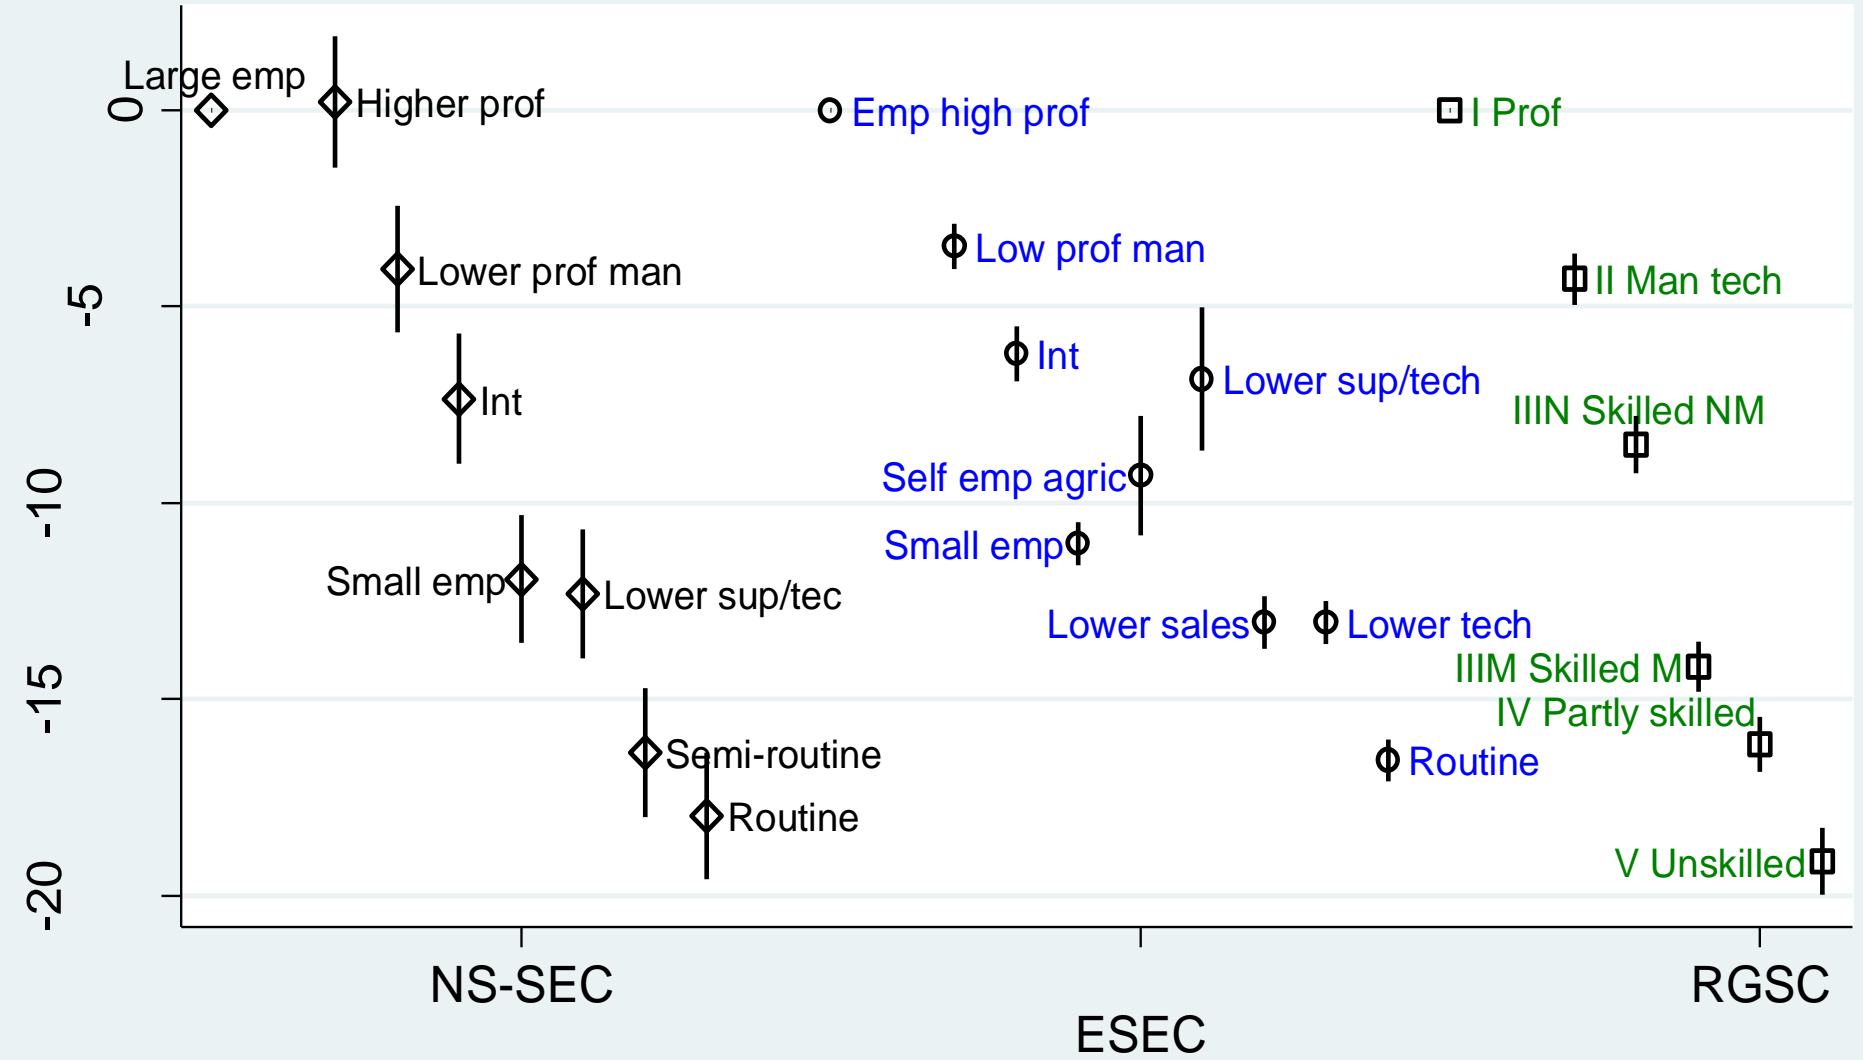 Large emp
0
Higher prof
Emp high prof
I Prof
Low prof man
Lower prof man
II Man tech
-5
Int
Int
Lower sup/tech
IIIN Skilled NM
Self emp agric
-10
Small emp
Small emp
Lower sup/tec
Lower sales
Lower tech
IIIM Skilled M
-15
IV Partly skilled
Semi-routine
Routine
Routine
V Unskilled
-20
NS-SEC
RGSC
ESEC